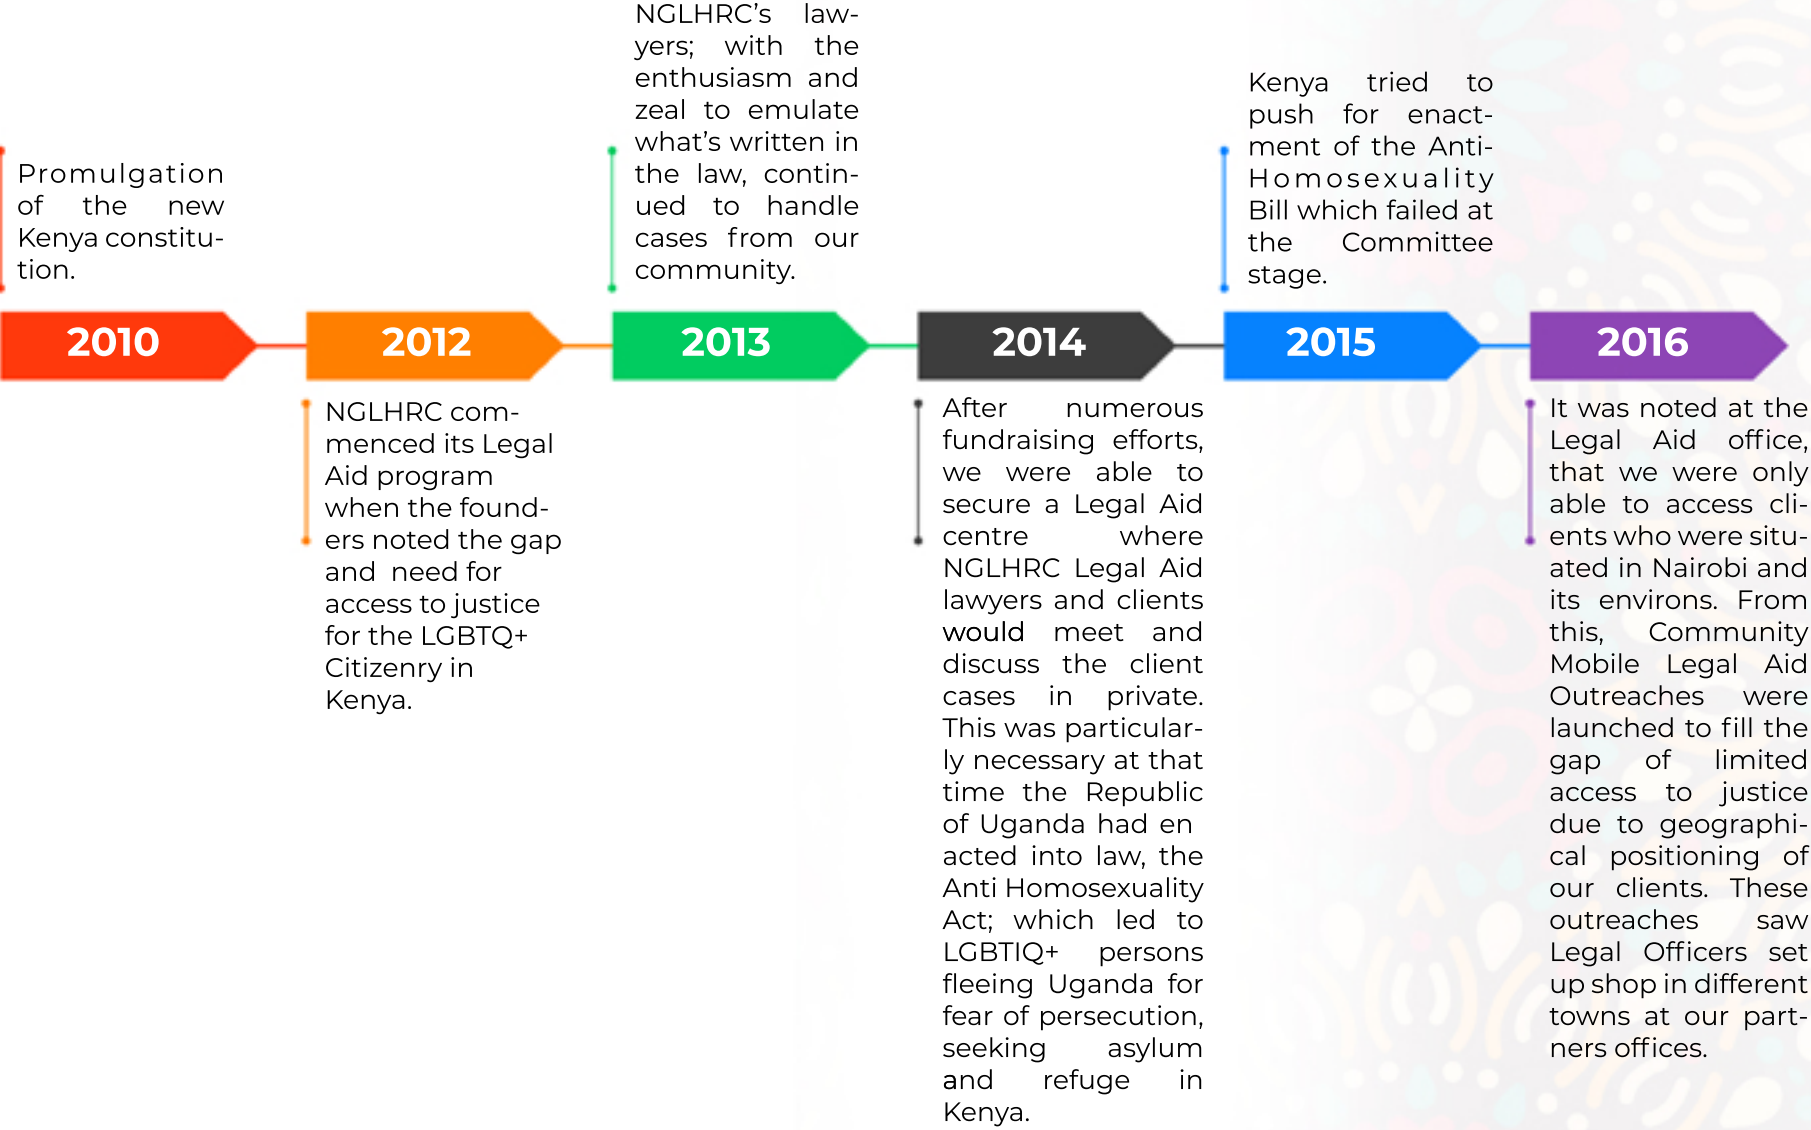 Promulgation
of the new
Kenya constitu-
tion.
2010
2012
NGLHRC com-
menced its Legal
Aid program
when the found-
ers noted the gap
and need for
access to justice
for the LGBTQ+
Citizenry in
Kenya.
NGLHRC’s law-
yers; with the
enthusiasm and
zeal to emulate
what’s written in
the law, contin-
ued to handle
cases from our
community.
2013
2014
After numerous
fundraising efforts,
we were able to
secure a Legal Aid
centre where
NGLHRC Legal Aid
lawyers and clients
would meet and
discuss the client
cases in private.
This was particular-
ly necessary at that
time the Republic
of Uganda had en
acted into law, the
Anti Homosexuality
Act; which led to
LGBTIQ+ persons
fleeing Uganda for
fear of persecution,
seeking asylum
and refuge in
Kenya.
Kenya tried to
push for enact-
ment of the Anti-
Homosexuality
Bill which failed at
the Committee
stage.
2015
2016
It was noted at the
Legal Aid office,
that we were only
able to access cli-
ents who were situ-
ated in Nairobi and
its environs. From
this, Community
Mobile Legal Aid
Outreaches were
launched to fill the
gap of limited
access to justice
due to geographi-
cal positioning of
our clients. These
outreaches saw
Legal Officers set
up shop in different
towns at our part-
ners offices.